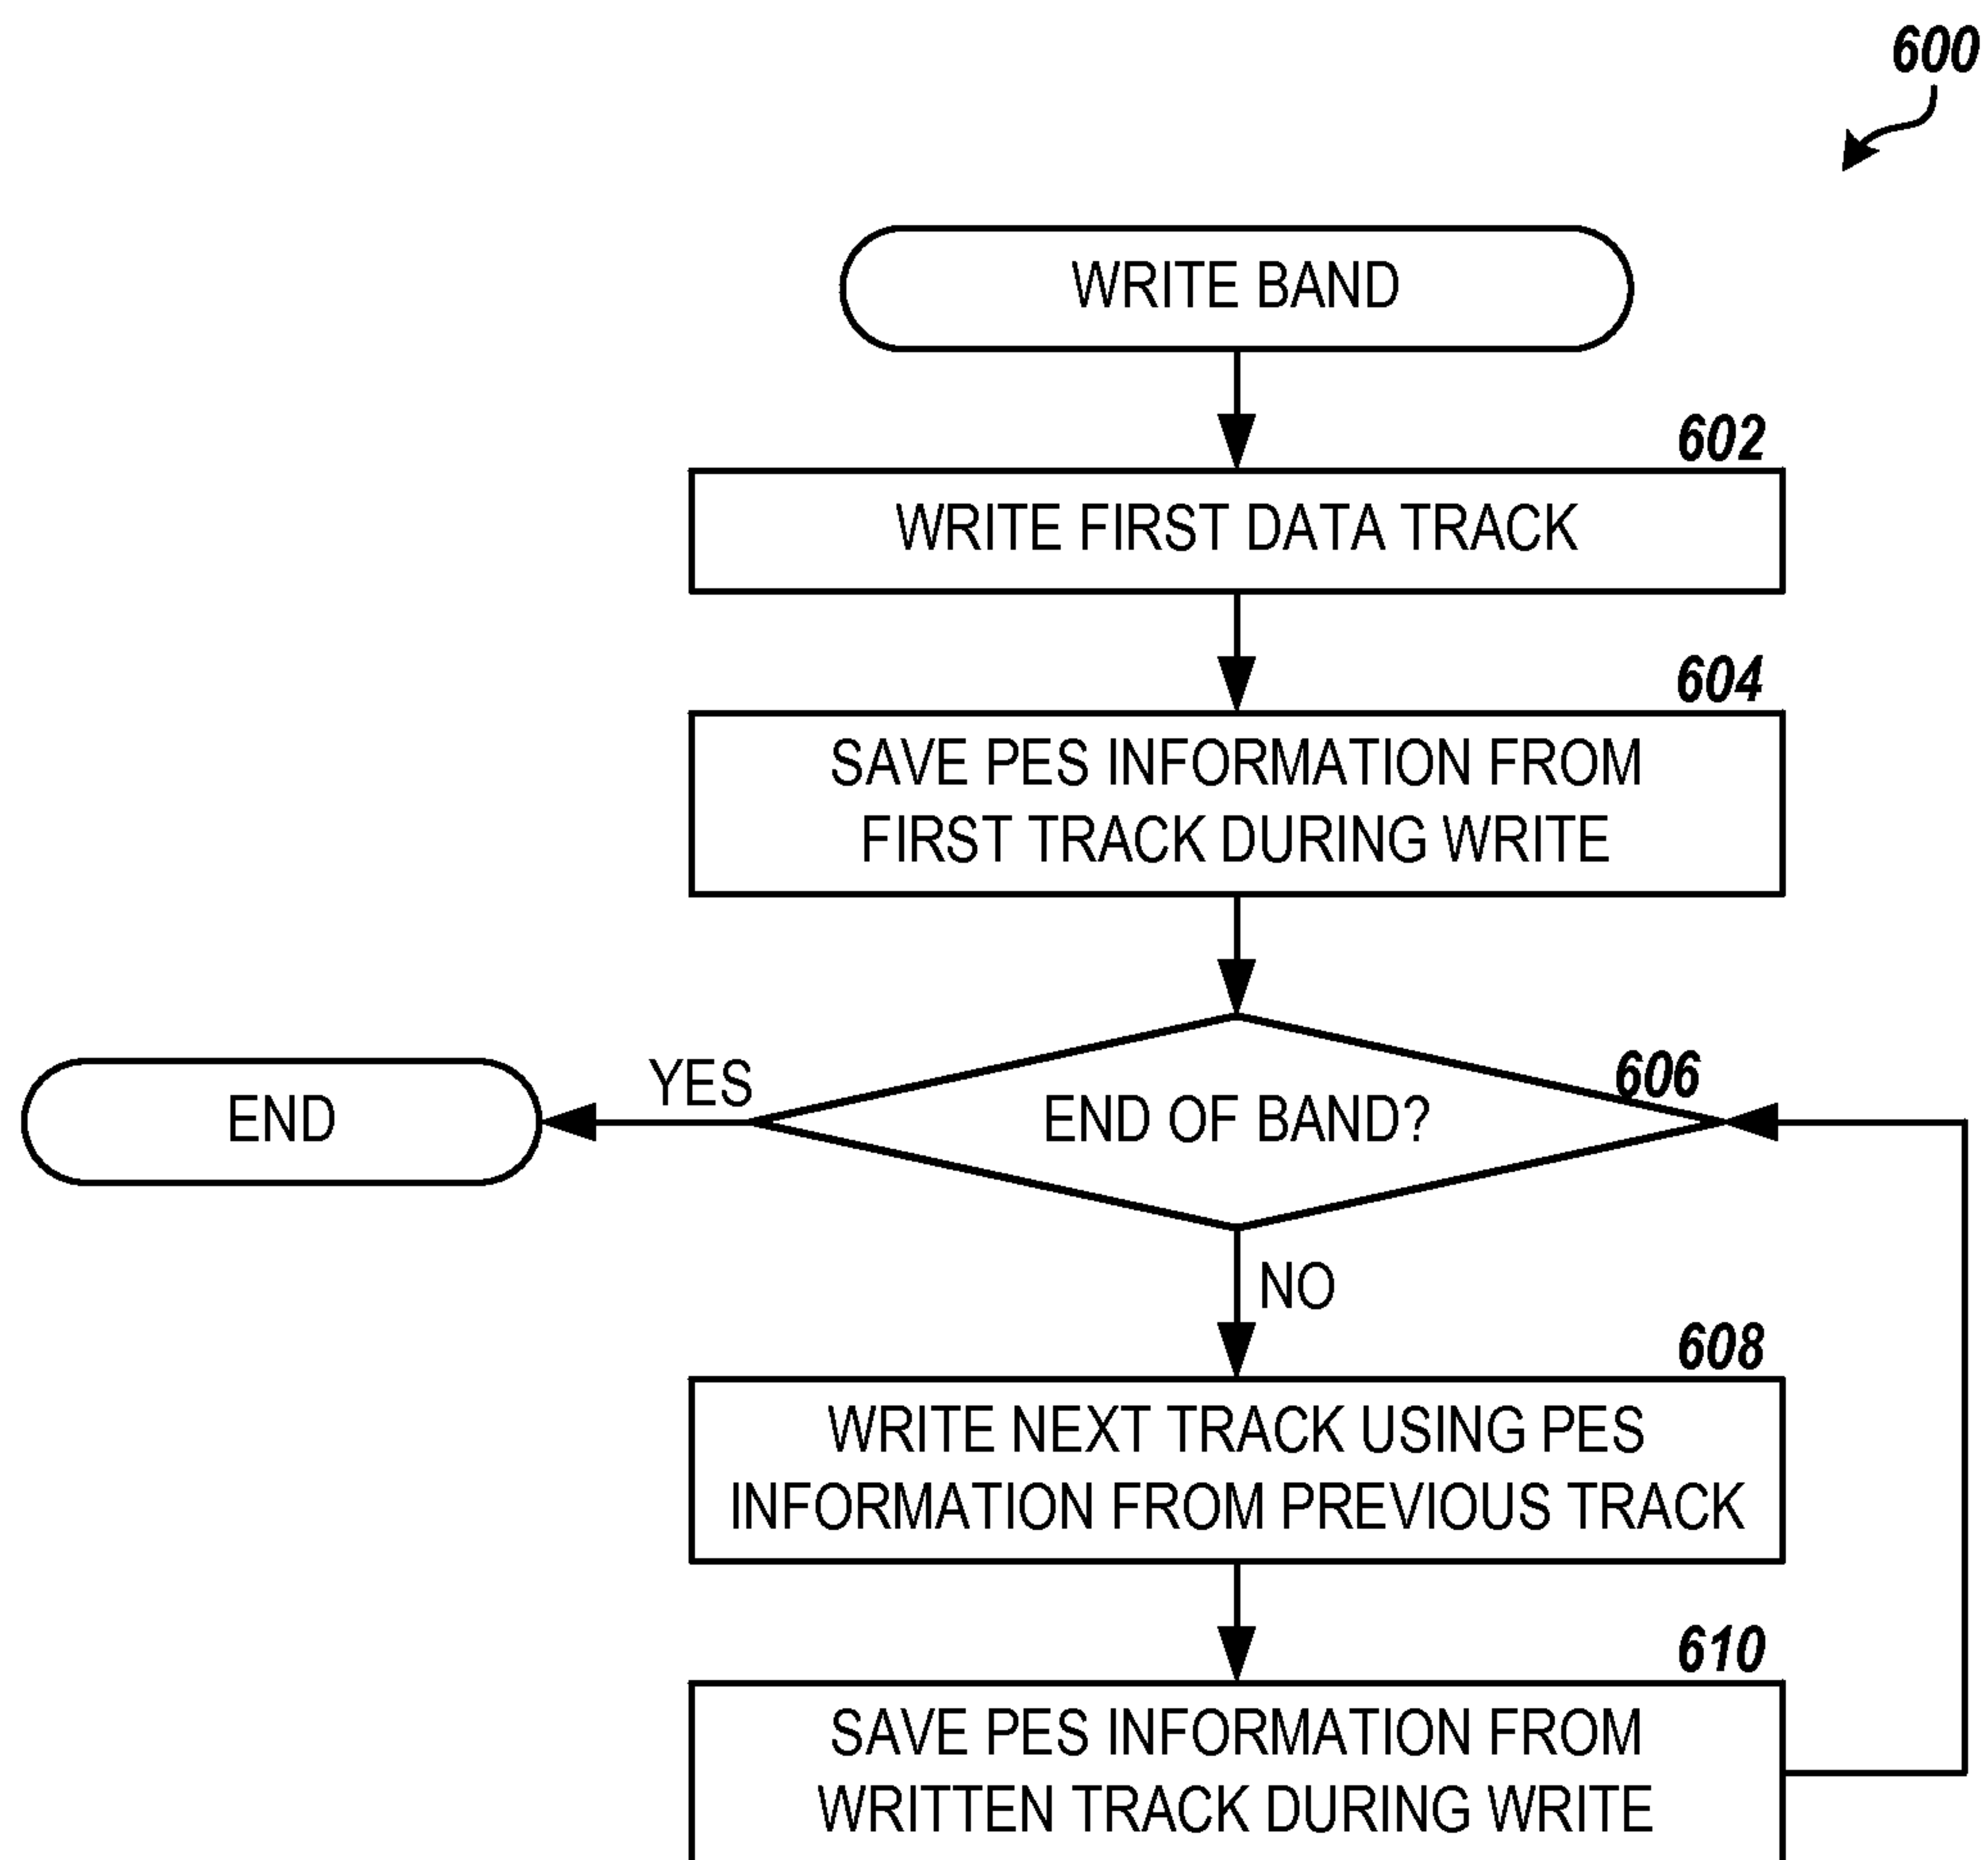 600
WRITE BAND
602
WRITE FIRST DATA TRACK
604
SAVE PES INFORMATION FROM
FIRST TRACK DURING WRITE
606
YES
END
END OF BAND?
NO
608
WRITE NEXT TRACK USING PES
INFORMATION FROM PREVIOUS TRACK
610
SAVE PES INFORMATION FROM
WRITTEN TRACK DURING WRITE